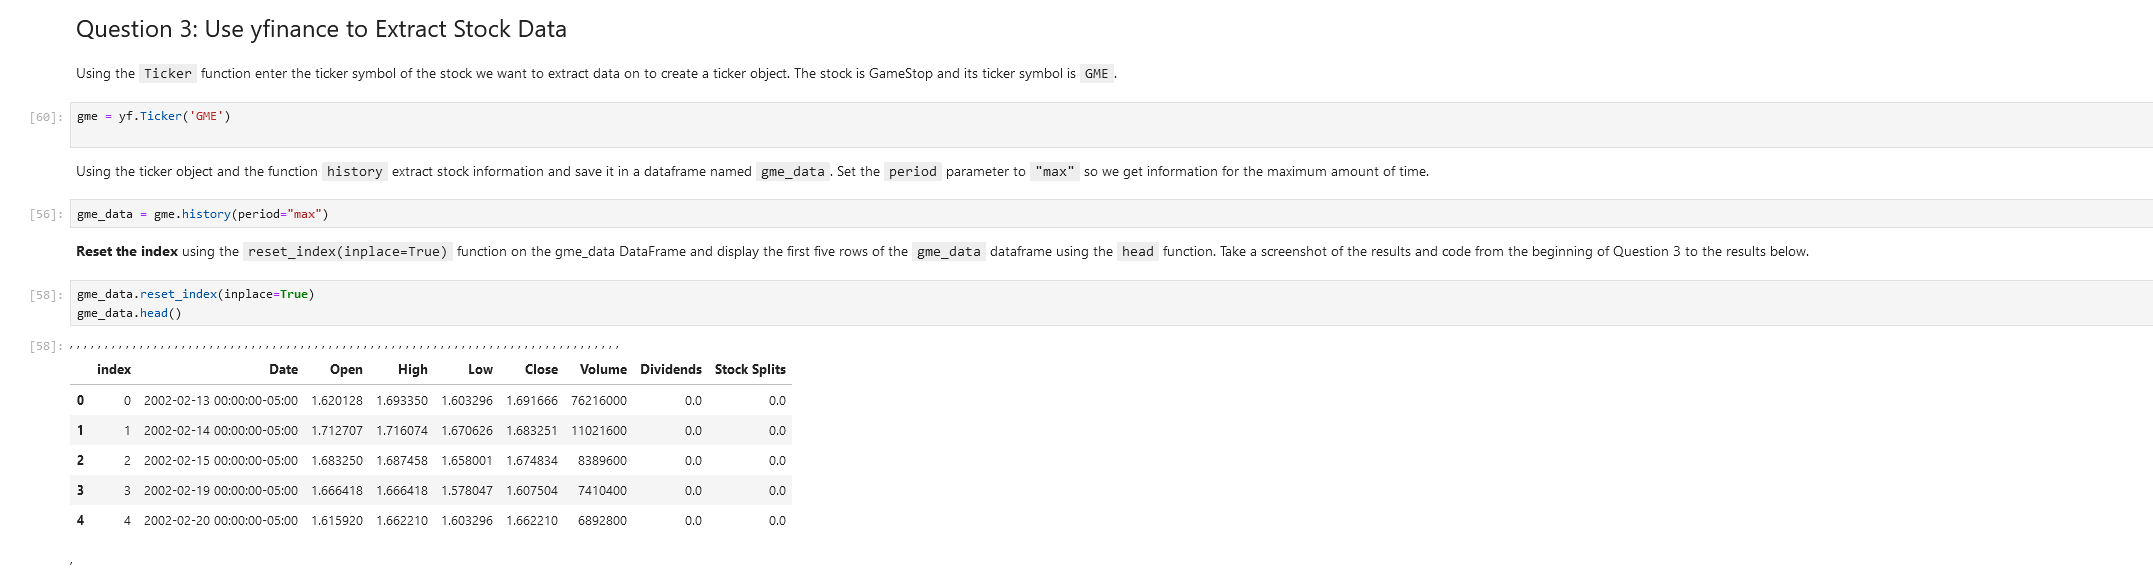 Question 3: Use yfinance to Extract Stock Data
Using the Ticker function enter the ticker symbol of the stock we want to extract data on to create a ticker object. The stock is GameStop and its ticker symbol is GME.
[60]: gme = yf.Ticker('GME')
Using the ticker object and the function history extract stock information and save it in a dataframe named gme_data. Set the period parameter to "max" so we get information for the maximum amount of time.
[56]: gme_data = gme.history(period="max")
Reset the index using the reset_index(inplace=True) function on the gme_data DataFrame and display the first five rows of the gme_data dataframe using the head function. Take a screenshot of the results and code from the beginning of Question 3 to the results below.
[58]: gme_data.reset_index(inplace=True)
gme_data.head()
[58]: , , , , , , , , , , , , , , , , , , , , , , , , , , , , , , , , , , , , , , , , , , , , , , , , , , , , , , , , , , , , , , , , , , , , , , , , , , , , , , ,
index Date Open High Low Close Volume Dividends Stock Splits
0 0 2002-02-13 00:00:00-05:00 1.620128 1.693350 1.603296 1.691666 76216000 0.0 0.0
1 1 2002-02-14 00:00:00-05:00 1.712707 1.716074 1.670626 1.683251 11021600 0.0 0.0
2 2 2002-02-15 00:00:00-05:00 1.683250 1.687458 1.658001 1.674834 8389600 0.0 0.0
3 3 2002-02-19 00:00:00-05:00 1.666418 1.666418 1.578047 1.607504 7410400 0.0 0.0
4 4 2002-02-20 00:00:00-05:00 1.615920 1.662210 1.603296 1.662210 6892800 0.0 0.0
,